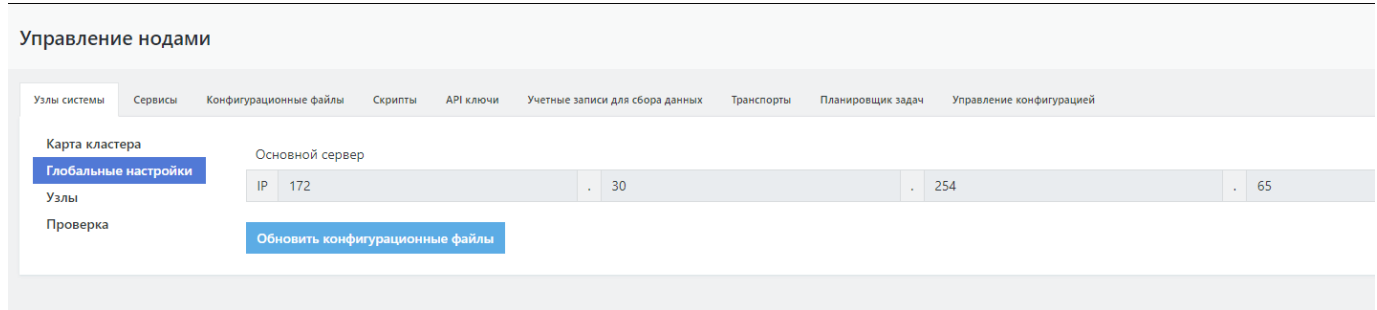 Управление нодами
Узлы системы Сервисы Конфигурационные файлы Скрипты API ключи Учетные записи для сбора данных Транспорты Планировщик задач Управление конфигурацией
Карта кластера
Глобальные настройки
Узлы
Проверка
Основной сервер
IP 172 . 30 . 254 . 65
Обновить конфигурационные файлы